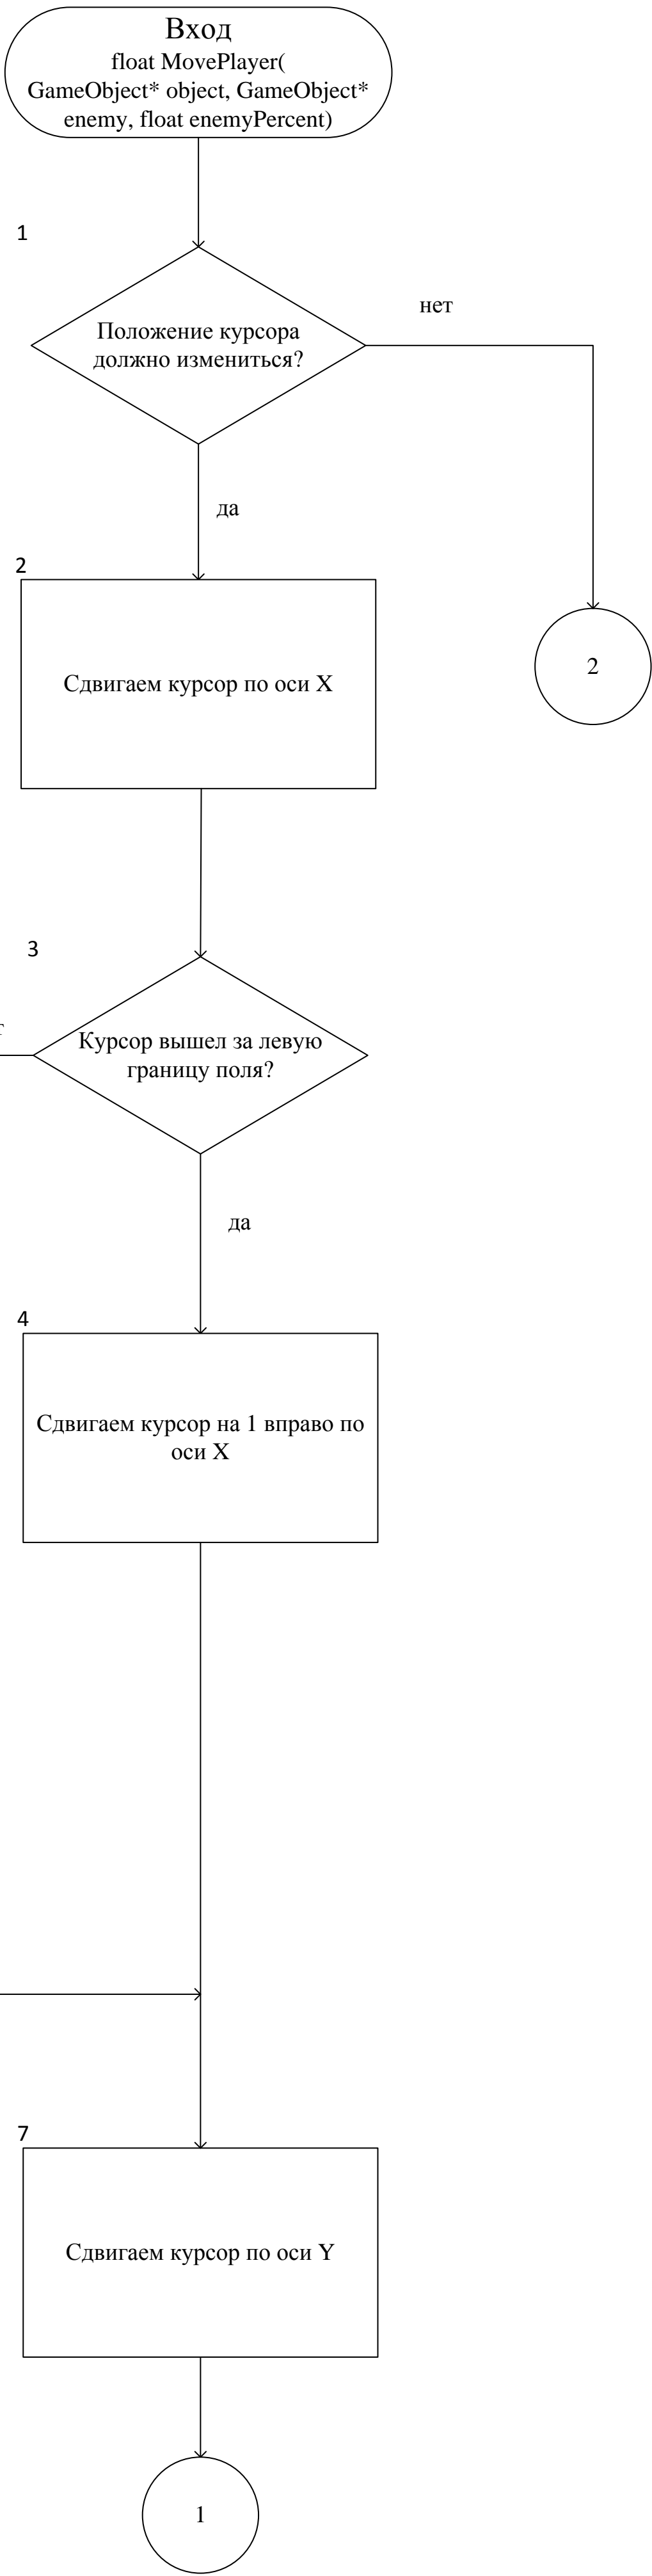 Вход
float MovePlayer(
GameObject* object, GameObject*
enemy, float enemyPercent)
1
Положение курсора
должно измениться?
нет
да
2
Сдвигаем курсор по оси X
2
3
Курсор вышел за левую
границу поля?
да
4
Сдвигаем курсор на 1 вправо по
оси X
7
Сдвигаем курсор по оси Y
1